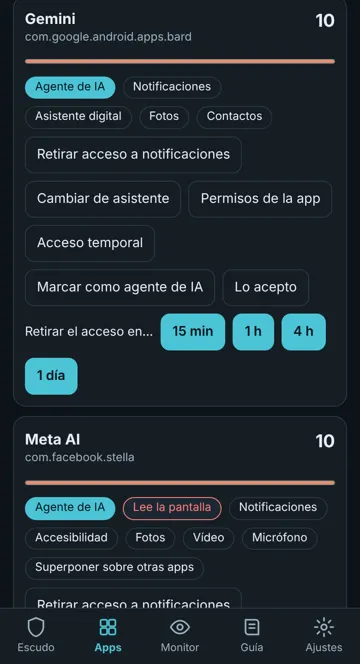 Gemini 10
com.google.android.apps.bard
Agente de IA Notificaciones
Asistente digital Fotos Contactos
Retirar acceso a notificaciones
Cambiar de asistente Permisos de la app
Acceso temporal
Marcar como agente de IA Lo acepto
Retirar el acceso en... 15 min 1 h 4 h
1 día
Meta AI 10
com.facebook.stella
Agente de IA Lee la pantalla Notificaciones
Accesibilidad Fotos Vídeo Micrófono
Superponer sobre otras apps
Retirar acceso a notificaciones
Escudo Apps Monitor Guía Ajustes